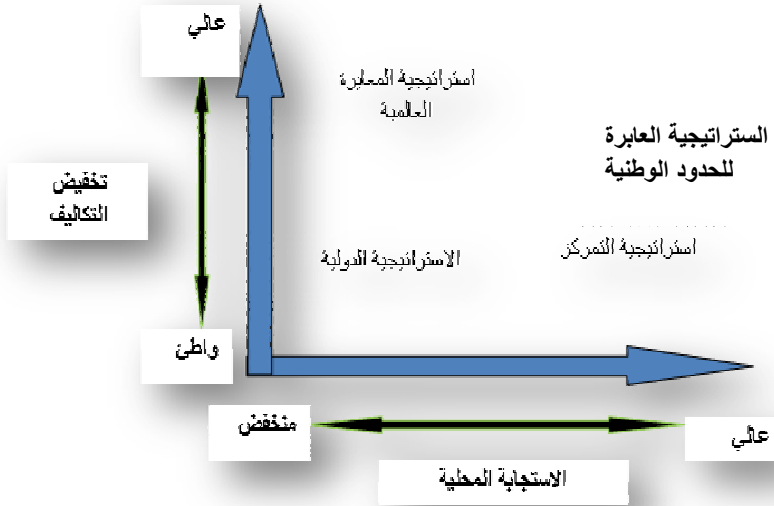 عالي
استراتيجية المعايرة
العالمية
الستراتيجية العابرة
للحدود الوطنية
تخفيض
التكاليف
الاستراتيجية الدولية
استراتيجية التمركز
واطئ
منخفض
عالي
الاستجابة المحلية